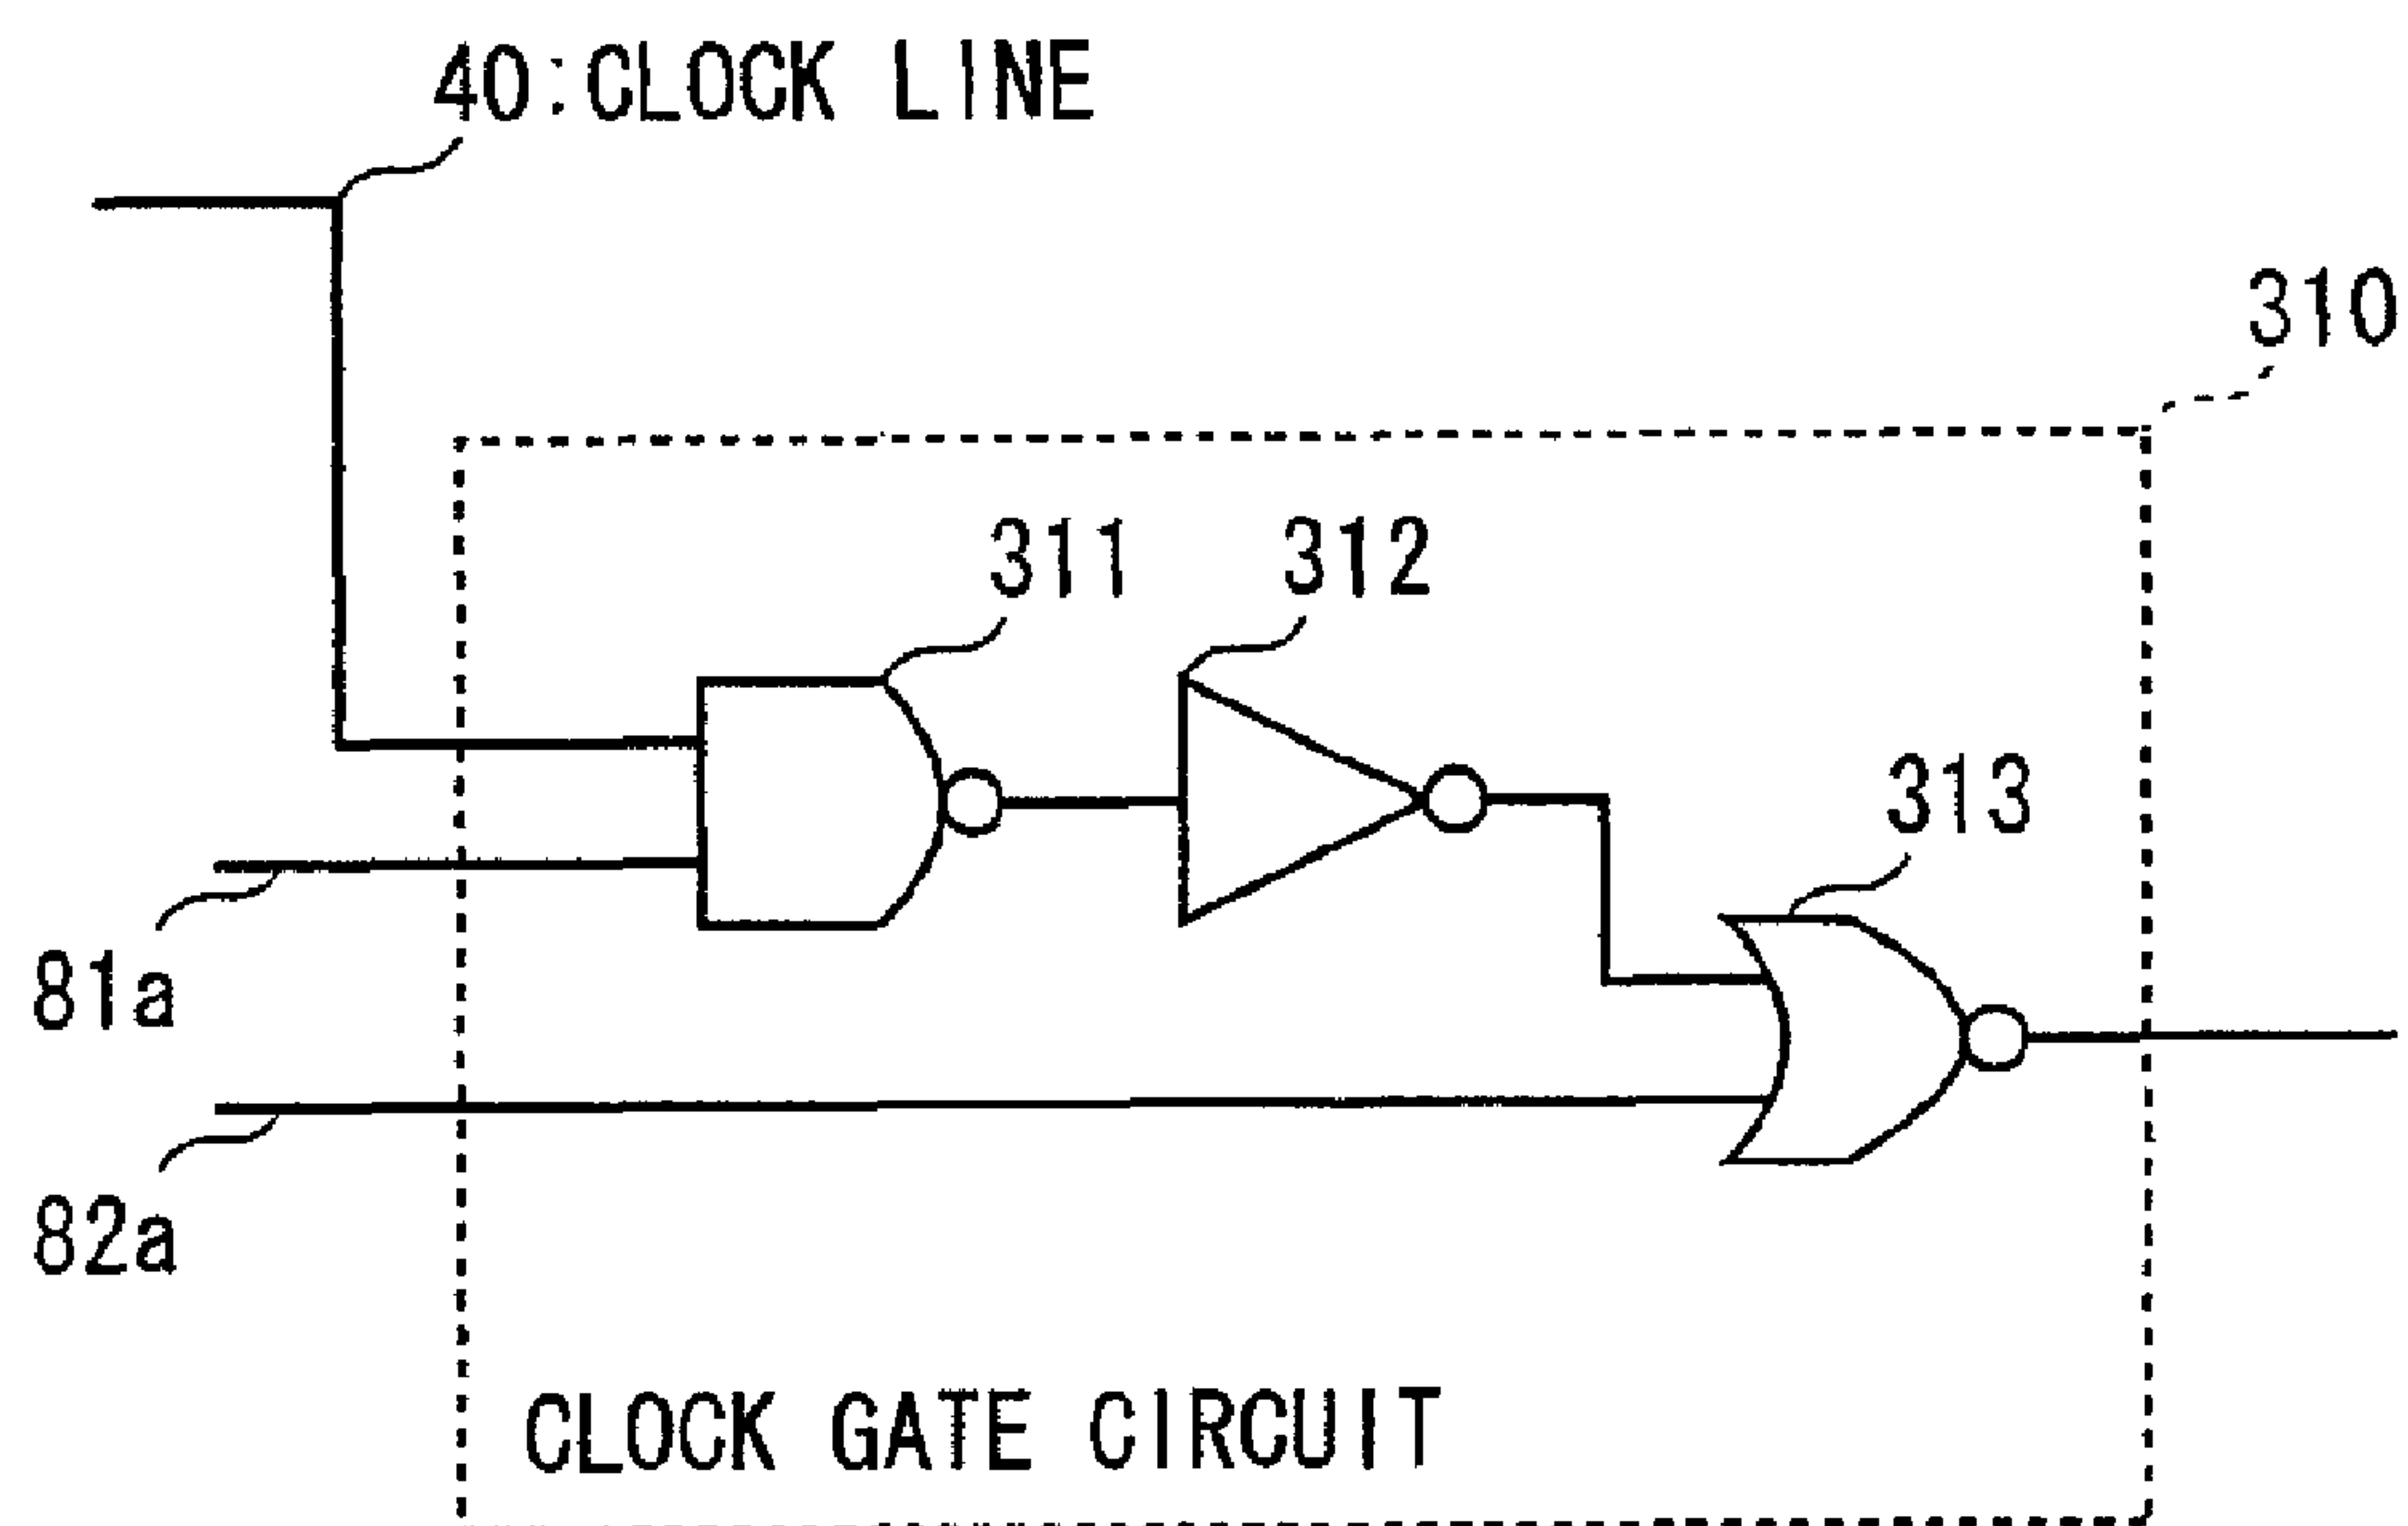 40:CLOCK LINE
310
311
312
313
81a
82a
CLOCK GATE CIRCUIT